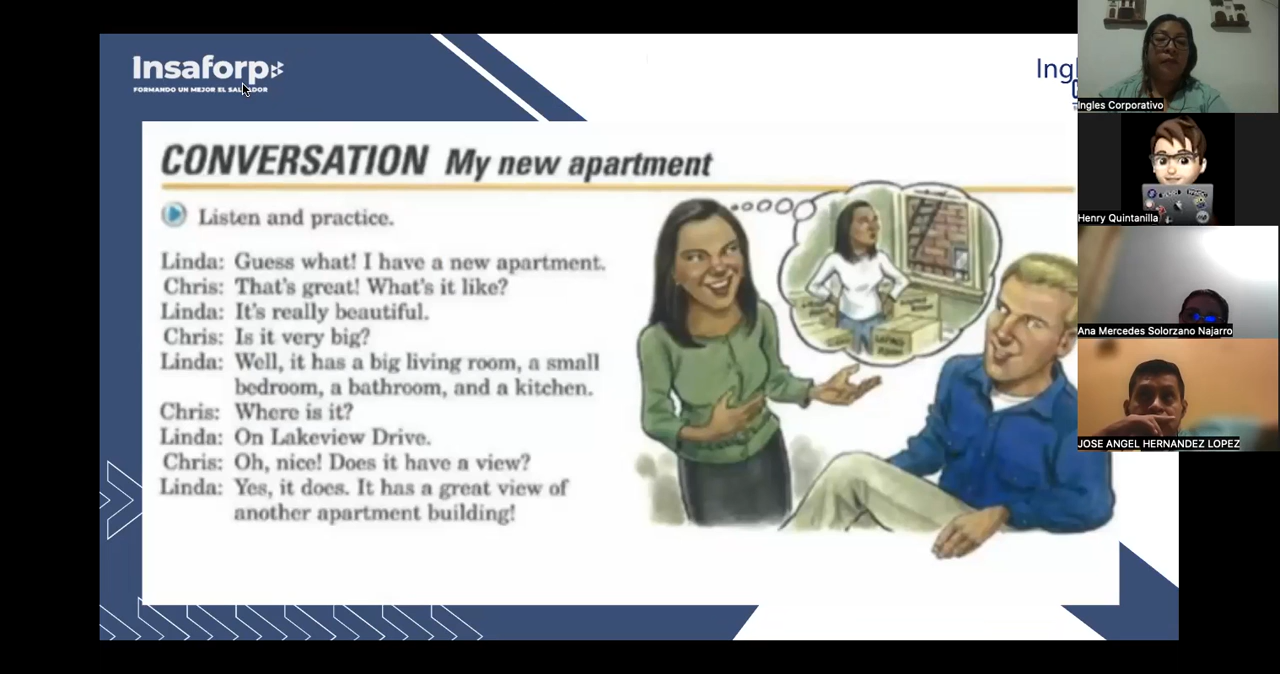 Insaforp
FORMANDO UN MEJOR EL SALVADOR
CONVERSATION My new apartment
Listen and practice.
Linda: Guess what! I have a new apartment.
Chris: That's great! What's it like?
Linda: It's really beautiful.
Chris: Is it very big?
Linda: Well, it has a big living room, a small
bedroom, a bathroom, and a kitchen.
Chris: Where is it?
Linda: On Lakeview Drive.
Chris: Oh, nice! Does it have a view?
Linda: Yes, it does. It has a great view of
another apartment building!
Ingles Corporativo
Henry Quintanilla
Ana Mercedes Solorzano Najarro
JOSE ANGEL HERNANDEZ LOPEZ